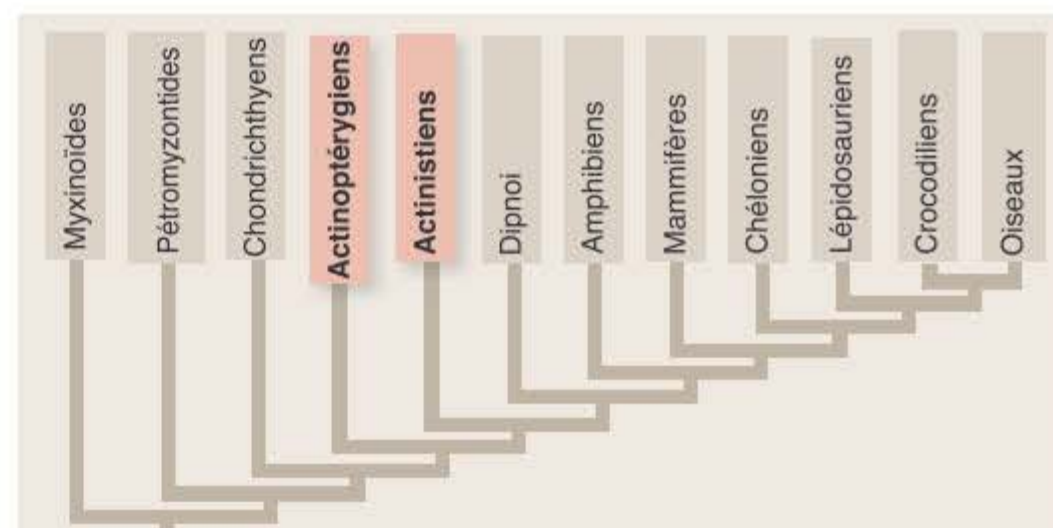 Myxinoïdes
Pétromyzontides
Chondrichthyens
Actinoptérygiens
Actinistiens
Dipnoi
Amphibiens
Mammifères
Chéloniens
Lépidosauriens
Crocodiliens
Oiseaux